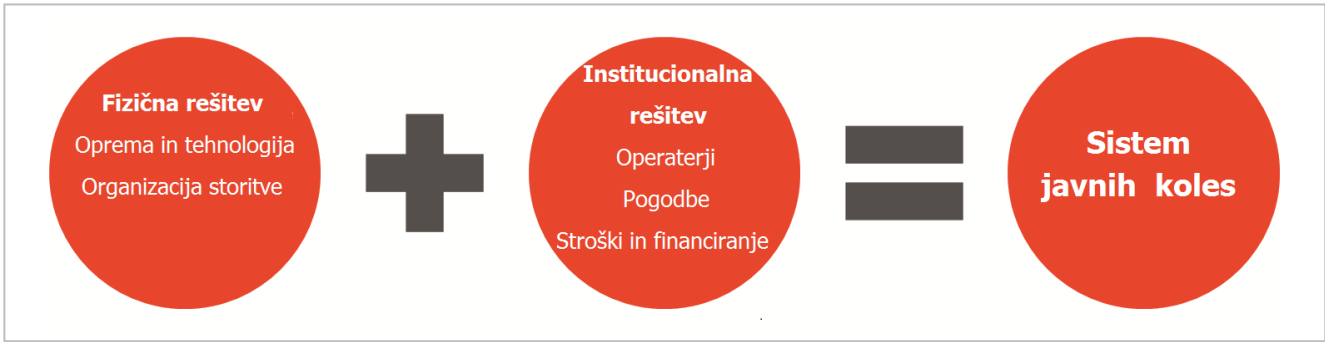 Fizična rešitev
Oprema in tehnologija
Organizacija storitve
Institucionalna
rešitev
Operaterji
Pogodbe
Stroški in financiranje
Sistem
javnih koles